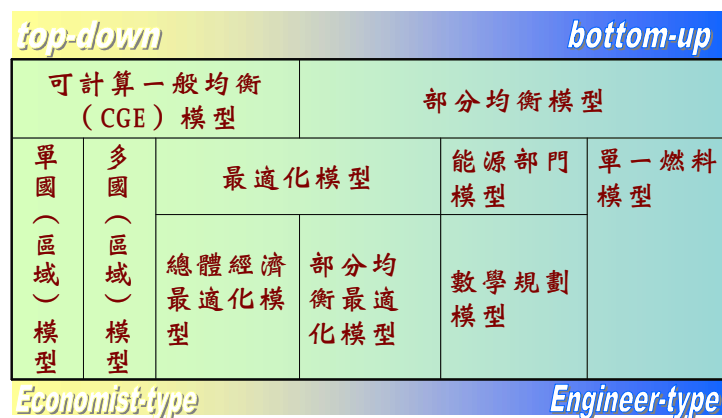 top-down
bottom-up
可計算一般均衡
（CGE）模型
部分均衡模型
單國（區域）模型
多國（區域）模型
最適化模型
能源部門
模型
單一燃料
模型
總體經濟
最適化模
型
部分均
衡最適
化模型
數學規劃
模型
Economist-type
Engineer-type